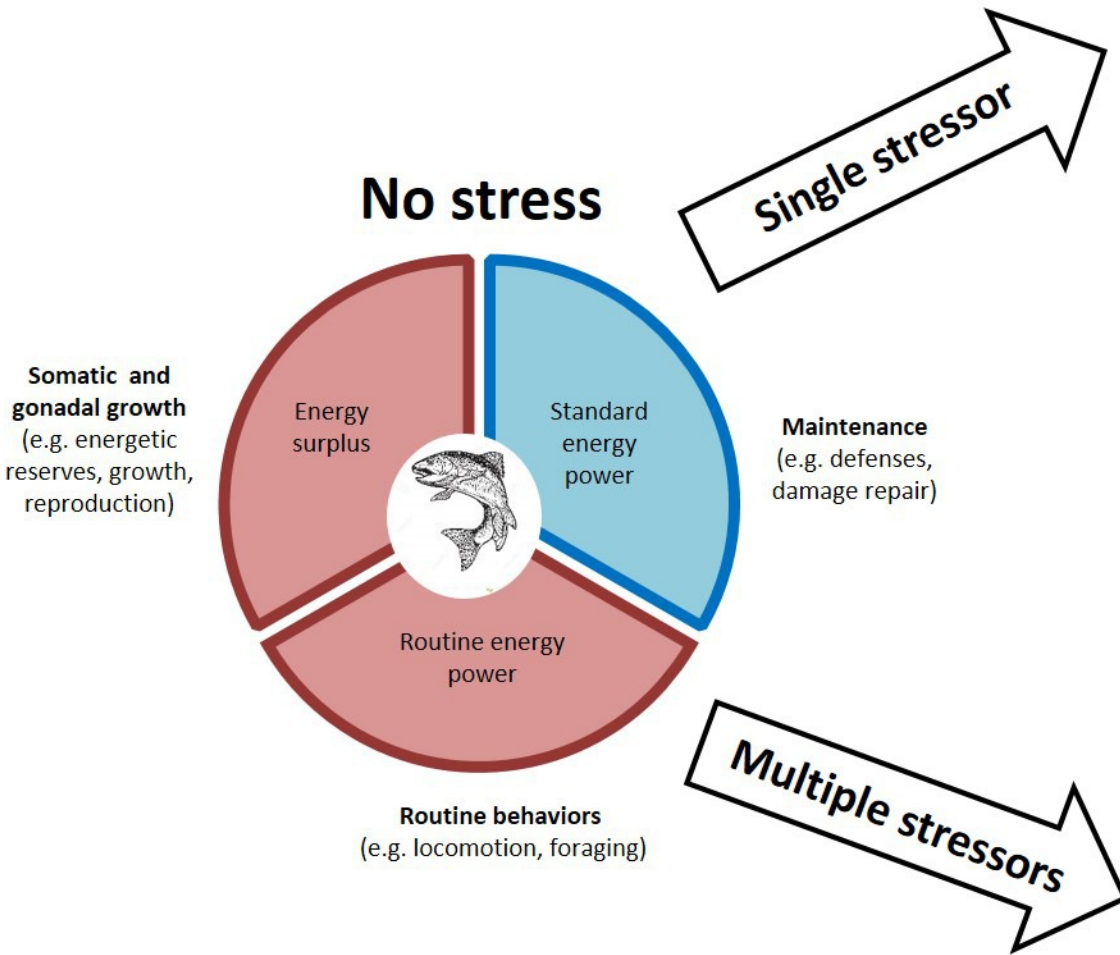 Single stressor
No stress
Somatic and
gonadal growth
(e.g. energetic
reserves, growth,
reproduction)
Energy
surplus
Standard
energy
power
Maintenance
(e.g. defenses,
damage repair)
Routine energy
power
Routine behaviors
(e.g. locomotion, foraging)
Multiple stressors